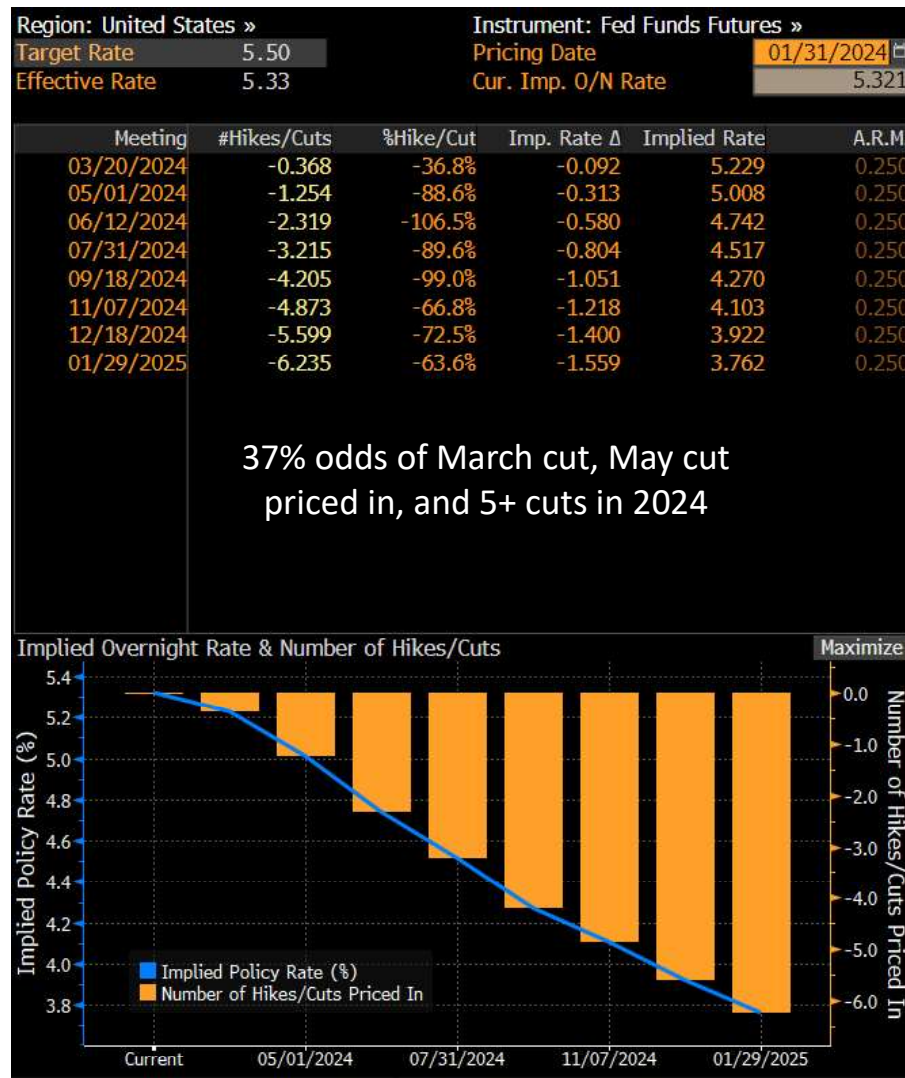 Region: United States » Instrument: Fed Funds Futures »
Target Rate 5.50 Pricing Date 01/31/2024
Effective Rate 5.33 Cur. Imp. O/N Rate 5.321
Meeting #Hikes/Cuts %Hike/Cut Imp. Rate Δ Implied Rate A.R.M
03/20/2024 -0.368 -36.8% -0.092 5.229 0.250
05/01/2024 -1.254 -88.6% -0.313 5.008 0.250
06/12/2024 -2.319 -106.5% -0.580 4.742 0.250
07/31/2024 -3.215 -89.6% -0.804 4.517 0.250
09/18/2024 -4.205 -99.0% -1.051 4.270 0.250
11/07/2024 -4.873 -66.8% -1.218 4.103 0.250
12/18/2024 -5.599 -72.5% -1.400 3.922 0.250
01/29/2025 -6.235 -63.6% -1.559 3.762 0.250
37% odds of March cut, May cut
priced in, and 5+ cuts in 2024
Implied Overnight Rate & Number of Hikes/Cuts Maximize
Implied Policy Rate (%)
5.4
5.2
5.0
4.8
4.6
4.4
4.2
4.0
3.8
Implied Policy Rate (%)
Number of Hikes/Cuts Priced In
0.0
-1.0
-2.0
-3.0
-4.0
-5.0
-6.0
Number of Hikes/Cuts Priced In
Current 05/01/2024 07/31/2024 11/07/2024 01/29/2025